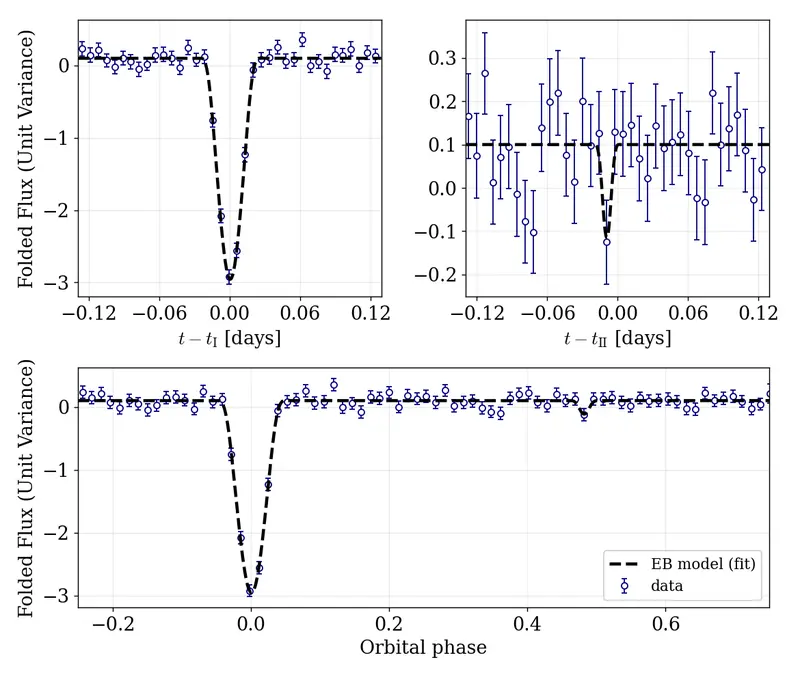 Folded Flux (Unit Variance)
0
−1
−2
−3
−0.12 −0.06 0.00 0.06 0.12
t − tI [days]
0.3
0.2
0.1
0.0
−0.1
−0.2
−0.12 −0.06 0.00 0.06 0.12
t − tII [days]
Folded Flux (Unit Variance)
0
−1
−2
−3
−0.2 0.0 0.2 0.4 0.6
Orbital phase
EB model (fit)
data